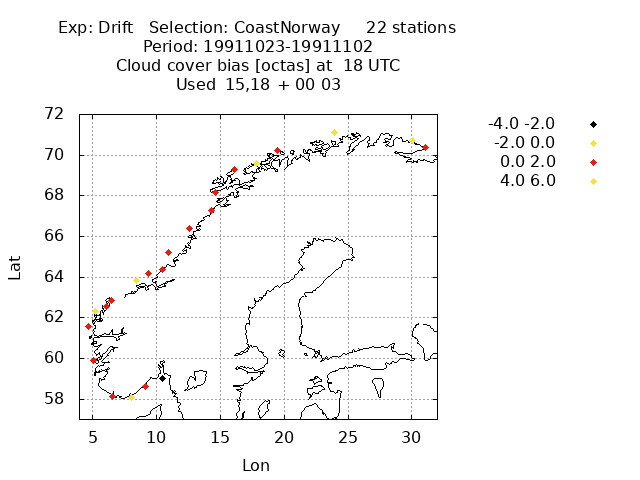 Exp: Drift   Selection: CoastNorway     22 stations
Period: 19911023-19911102
Cloud cover bias [octas] at  18 UTC
Used  15,18  + 00 03
-4.0 -2.0
-2.0 0.0
0.0 2.0
4.0 6.0
72
70
68
66
64
62
60
58
Lat
5 10 15 20 25 30
Lon